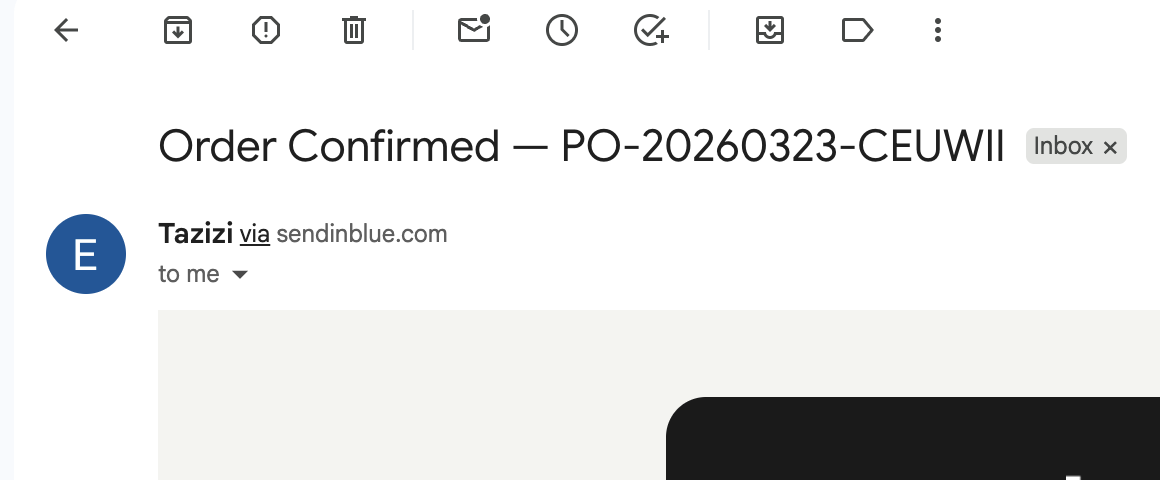 Order Confirmed — PO-20260323-CEUWII Inbox ×
E
Tazizi via sendinblue.com
to me